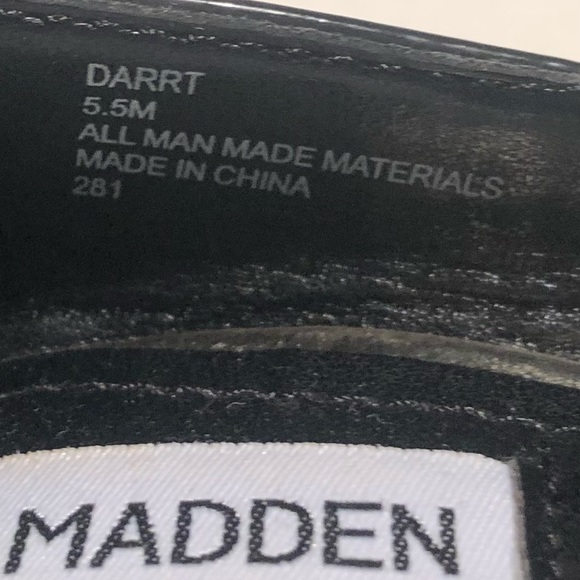 DARRT
5.5M
ALL MAN MADE MATERIALS
MADE IN CHINA
281
MADDEN